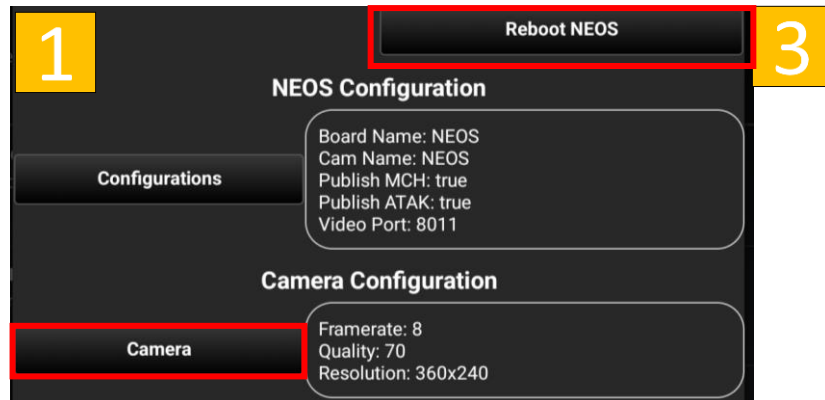 1
Reboot NEOS
3
NEOS Configuration
Configurations
Board Name: NEOS
Cam Name: NEOS
Publish MCH: true
Publish ATAK: true
Video Port: 8011
Camera Configuration
Camera
Framerate: 8
Quality: 70
Resolution: 360x240